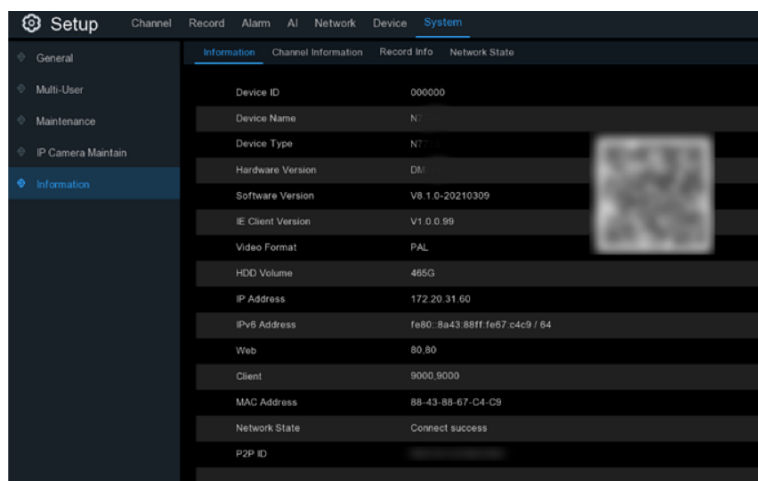 Setup Channel Record Alarm AI Network Device System
Information Channel Information Record Info Network State
General
Multi-User
Maintenance
IP Camera Maintain
Information
Device ID 000000
Device Name N7
Device Type N7
Hardware Version DM
Software Version V8.1.0-20210309
IE Client Version V1.0.0.99
Video Format PAL
HDD Volume 465G
IP Address 172.20.31.60
IPv6 Address fe80::8a43:88ff:fe67:c4c9 / 64
Web 80,80
Client 9000,9000
MAC Address 88-43-88-67-C4-C9
Network State Connect success
P2P ID